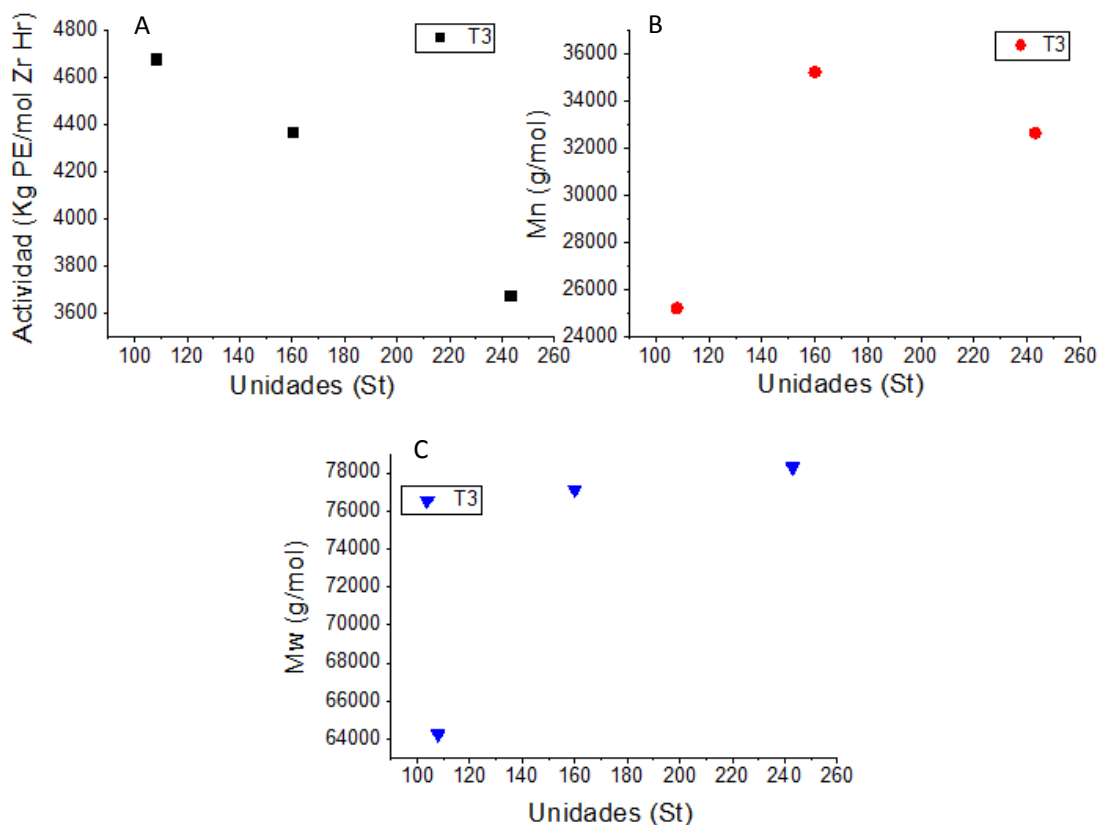 A
T3
Actividad (Kg PE/mol Zr Hr)
4800
4600
4400
4200
4000
3800
3600
100 120 140 160 180 200 220 240 260
Unidades (St)
B
T3
Mn (g/mol)
36000
34000
32000
30000
28000
26000
24000
100 120 140 160 180 200 220 240 260
Unidades (St)
C
T3
Mw (g/mol)
78000
76000
74000
72000
70000
68000
66000
64000
100 120 140 160 180 200 220 240 260
Unidades (St)